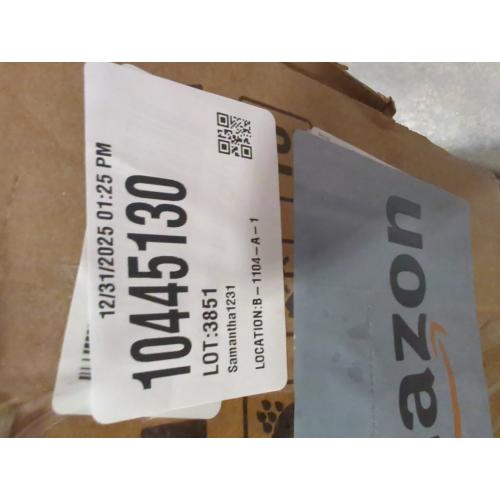 12/31/2025 01:25 PM
10445130
LOT:3851
Samantha1231
LOCATION:B-1104-A-1
azon